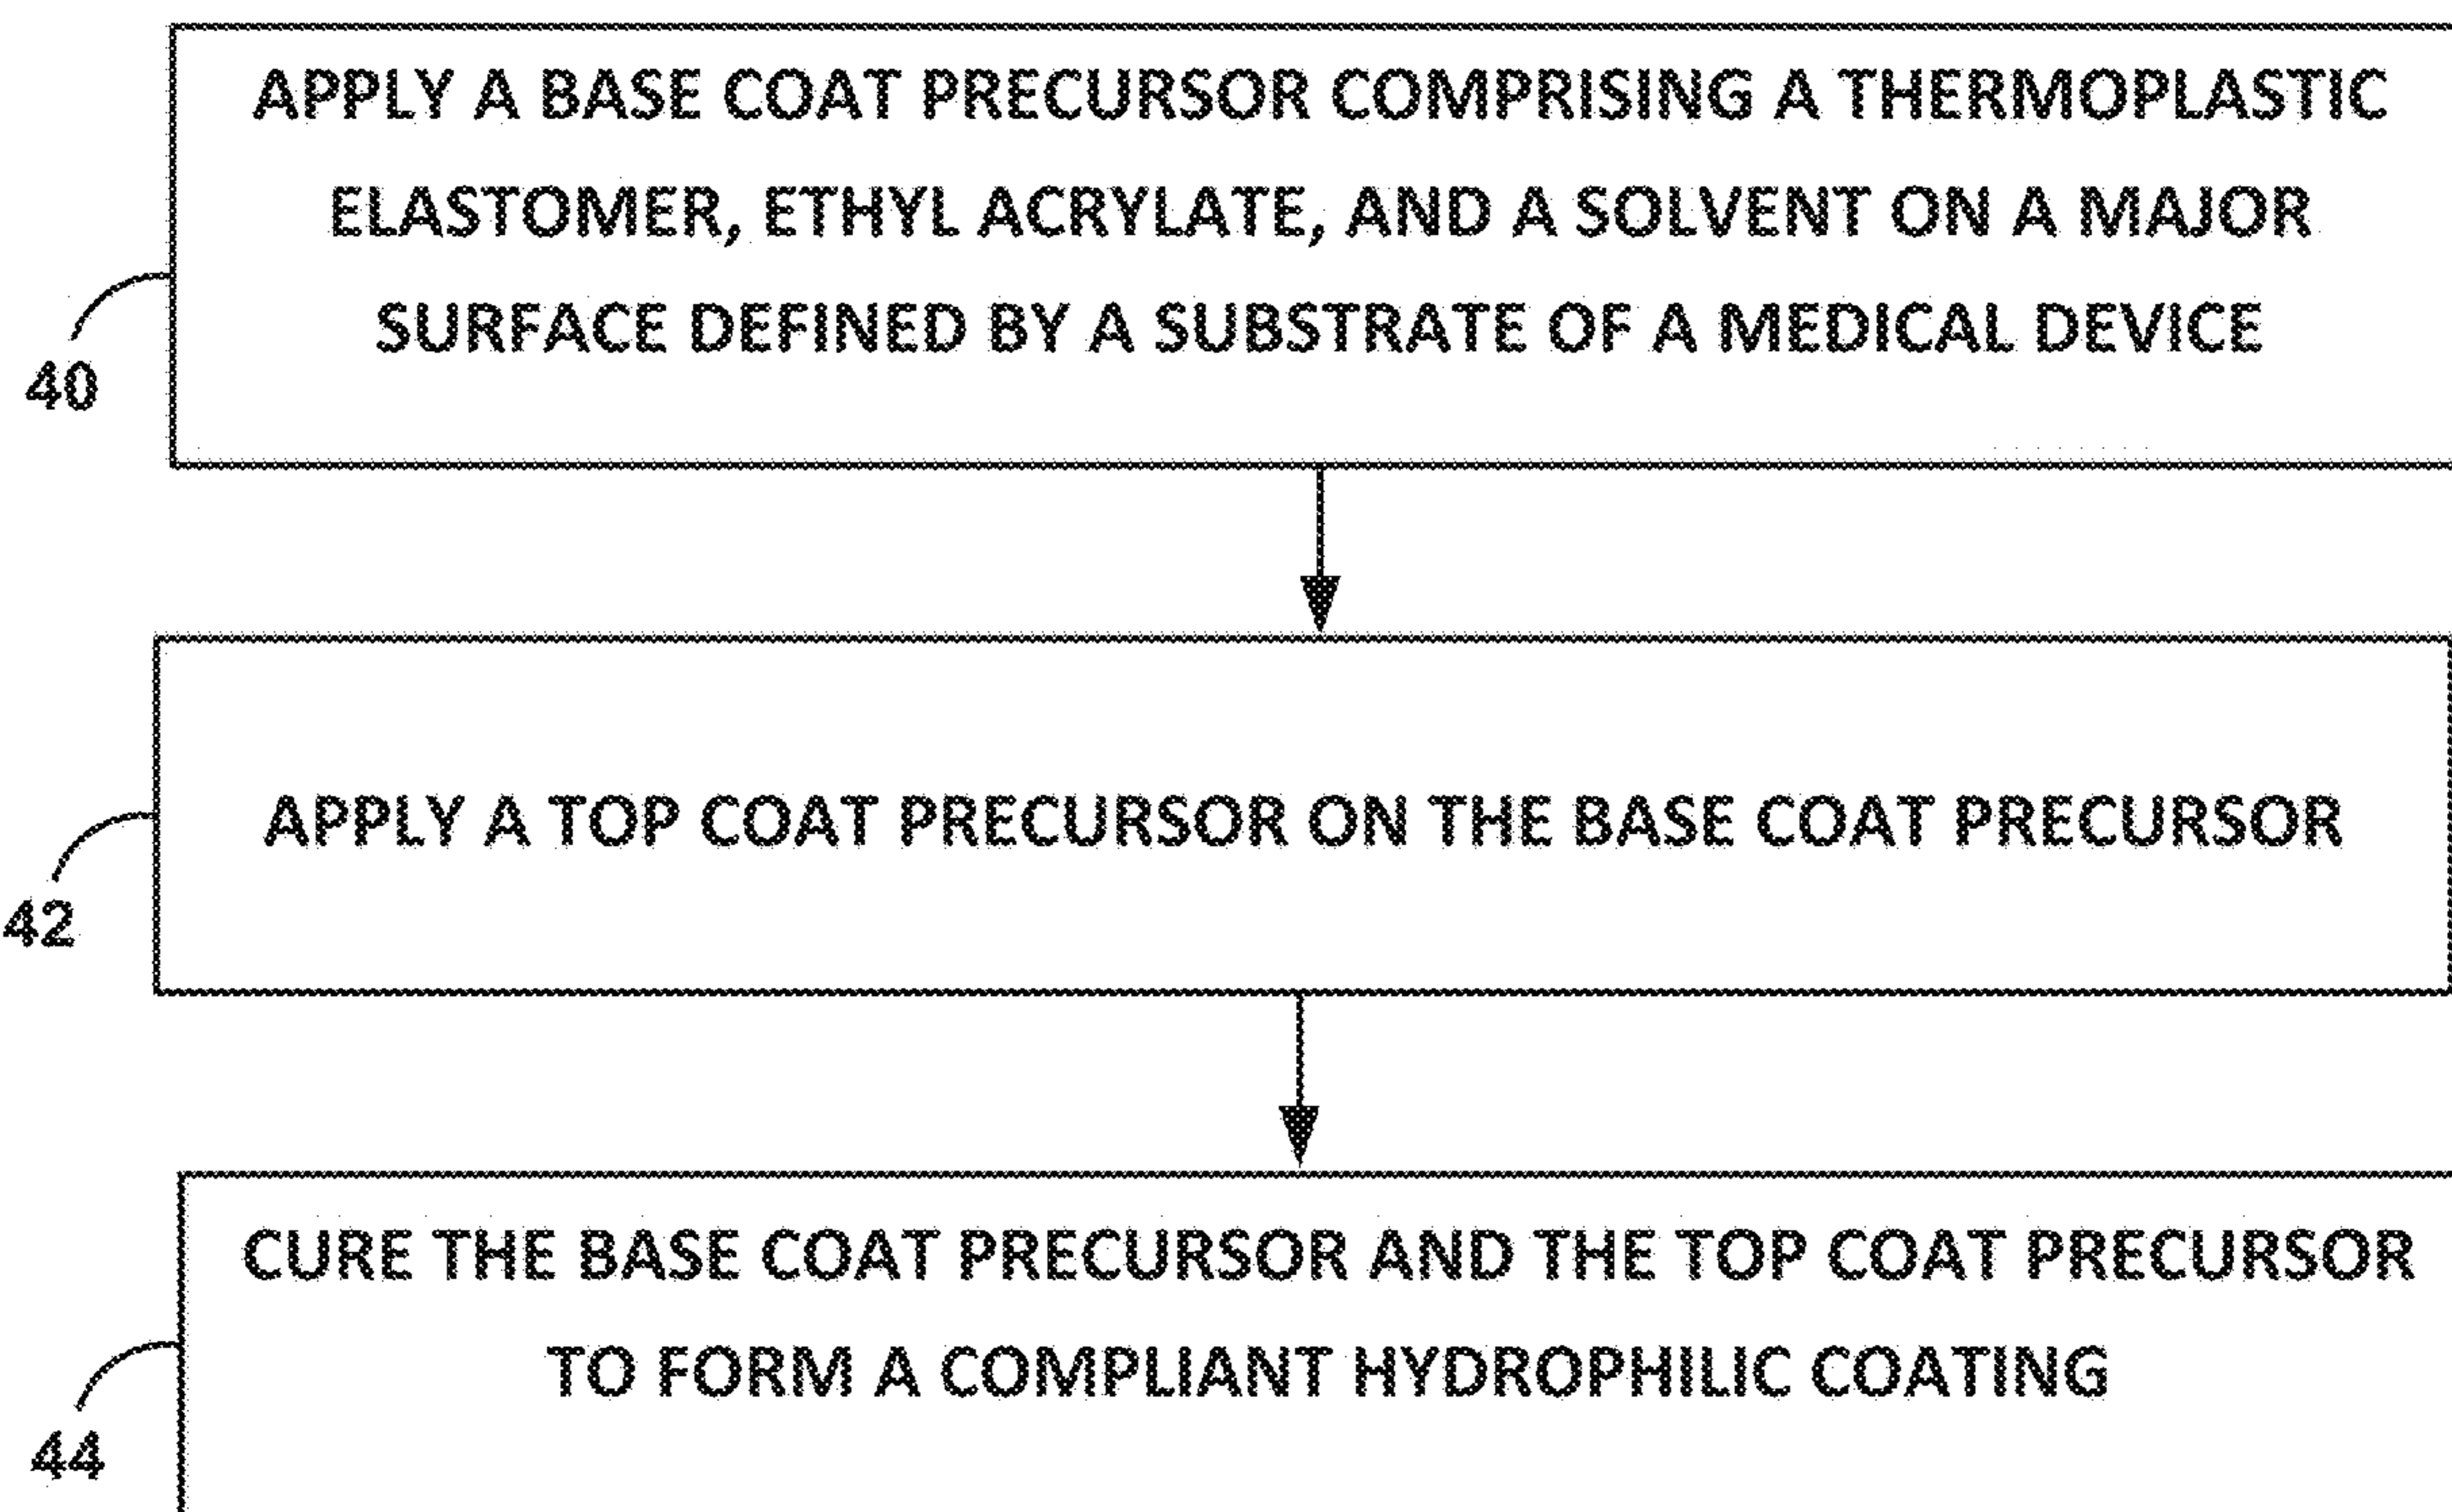 APPLY A BASE COAT PRECURSOR COMPRISING A THERMOPLASTIC
ELASTOMER, ETHYL ACRYLATE, AND A SOLVENT ON A MAJOR
SURFACE DEFINED BY A SUBSTRATE OF A MEDICAL DEVICE
40
APPLY A TOP COAT PRECURSOR ON THE BASE COAT PRECURSOR
42
CURE THE BASE COAT PRECURSOR AND THE TOP COAT PRECURSOR
TO FORM A COMPLIANT HYDROPHILIC COATING
44